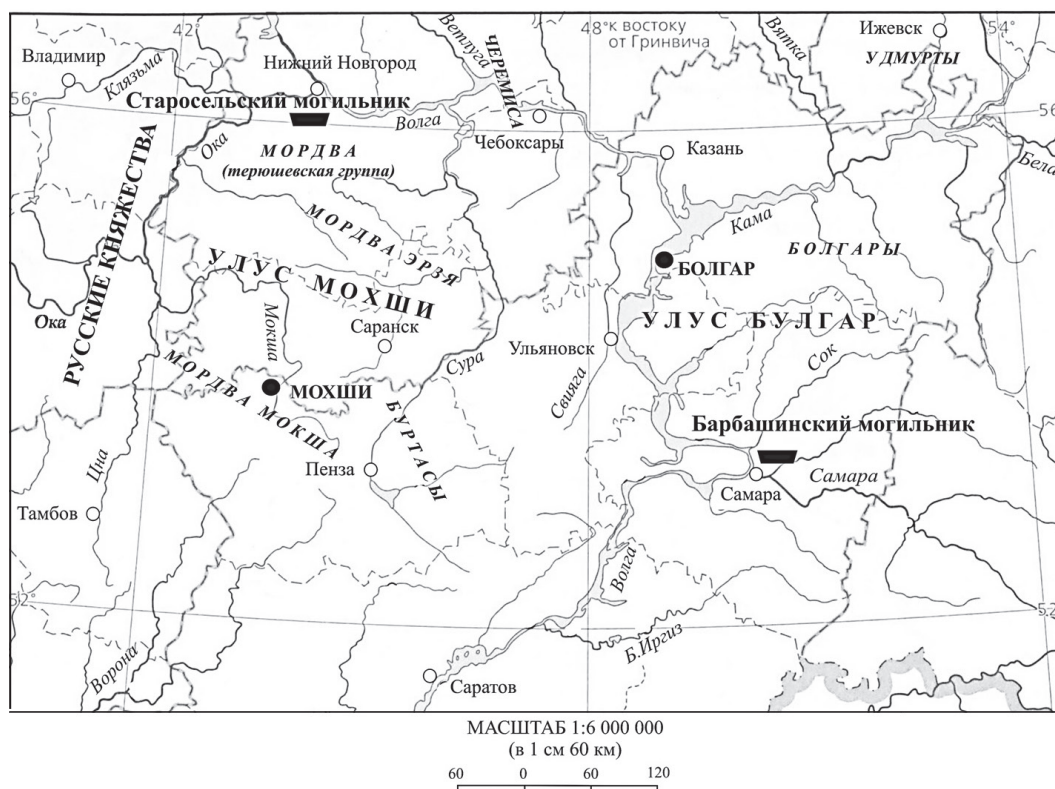 42°
48°к востоку
от Гринвича
54°
Ижевск
Владимир
Клязьма
Нижний Новгород
Ветлуга
ЧЕРЕМИСА
Вятка
УДМУРТЫ
56°
Старосельский могильник
Волга
Чебоксары
56°
Ока
МОРДВА
(терюшевская группа)
Казань
Бела
РУССКИЕ КНЯЖЕСТВА
МОРДВА ЭРЗЯ
Кама
БОЛГАРЫ
УЛУС МОХШИ
БОЛГАР
Ока
Мокша
Саранск
Сура
Ульяновск
УЛУС БУЛГАР
Сок
МОРДВА МОКША
МОХШИ
Свияга
БУРТАСЫ
Барбашинский могильник
Цна
Пенза
Самара
Самара
Тамбов
Волга
52°
52
Ворона
Б.Иргиз
Саратов
МАСШТАБ 1:6 000 000
(в 1 см 60 км)
60 0 60 120